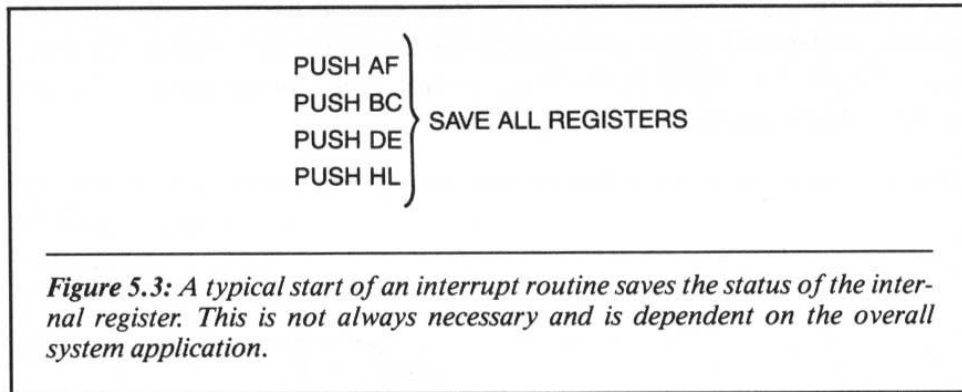 PUSH AF
PUSH BC
PUSH DE
PUSH HL
SAVE ALL REGISTERS
Figure 5.3: A typical start of an interrupt routine saves the status of the inter-
nal register. This is not always necessary and is dependent on the overall
system application.